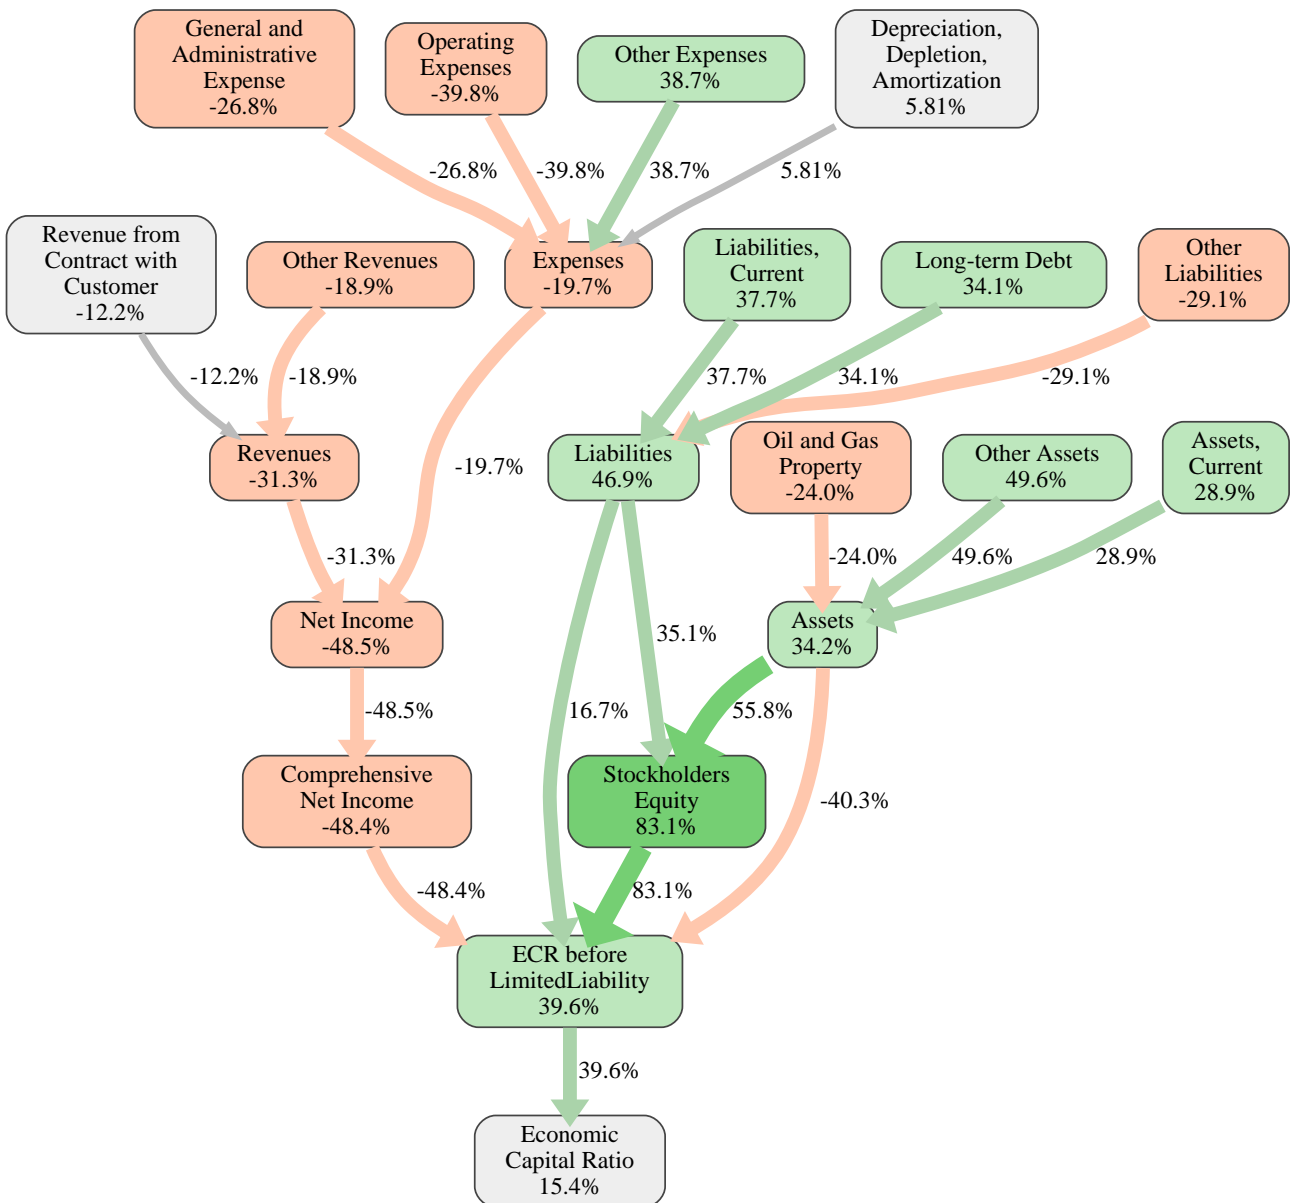 General and
Administrative
Expense
-26.8%
Operating
Expenses
-39.8%
Other Expenses
38.7%
Depreciation,
Depletion,
Amortization
5.81%
-26.8%
-39.8%
38.7%
5.81%
Revenue from
Contract with
Customer
-12.2%
Other Revenues
-18.9%
Expenses
-19.7%
Liabilities,
Current
37.7%
Long-term Debt
34.1%
Other
Liabilities
-29.1%
-12.2%
-18.9%
37.7%
34.1%
-29.1%
Revenues
-31.3%
-19.7%
Liabilities
46.9%
Oil and Gas
Property
-24.0%
Other Assets
49.6%
Assets,
Current
28.9%
-31.3%
-24.0%
49.6%
28.9%
Net Income
-48.5%
35.1%
Assets
34.2%
-48.5%
16.7%
55.8%
Comprehensive
Net Income
-48.4%
Stockholders
Equity
83.1%
-40.3%
-48.4%
83.1%
ECR before
LimitedLiability
39.6%
39.6%
Economic
Capital Ratio
15.4%